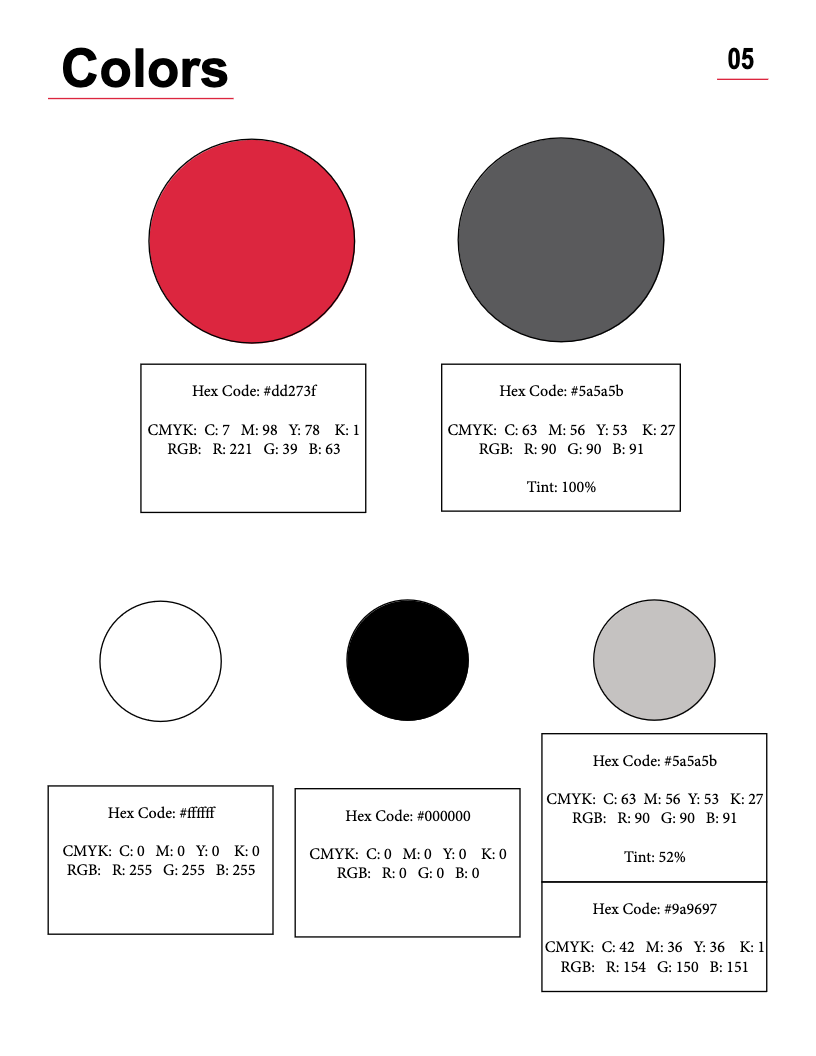 Colors
05
Hex Code: #dd273f
CMYK: C: 7 M: 98 Y: 78 K: 1
RGB: R: 221 G: 39 B: 63
Hex Code: #5a5a5b
CMYK: C: 63 M: 56 Y: 53 K: 27
RGB: R: 90 G: 90 B: 91
Tint: 100%
Hex Code: #ffffff
CMYK: C: 0 M: 0 Y: 0 K: 0
RGB: R: 255 G: 255 B: 255
Hex Code: #000000
CMYK: C: 0 M: 0 Y: 0 K: 0
RGB: R: 0 G: 0 B: 0
Hex Code: #5a5a5b
CMYK: C: 63 M: 56 Y: 53 K: 27
RGB: R: 90 G: 90 B: 91
Tint: 52%
Hex Code: #9a9697
CMYK: C: 42 M: 36 Y: 36 K: 1
RGB: R: 154 G: 150 B: 151